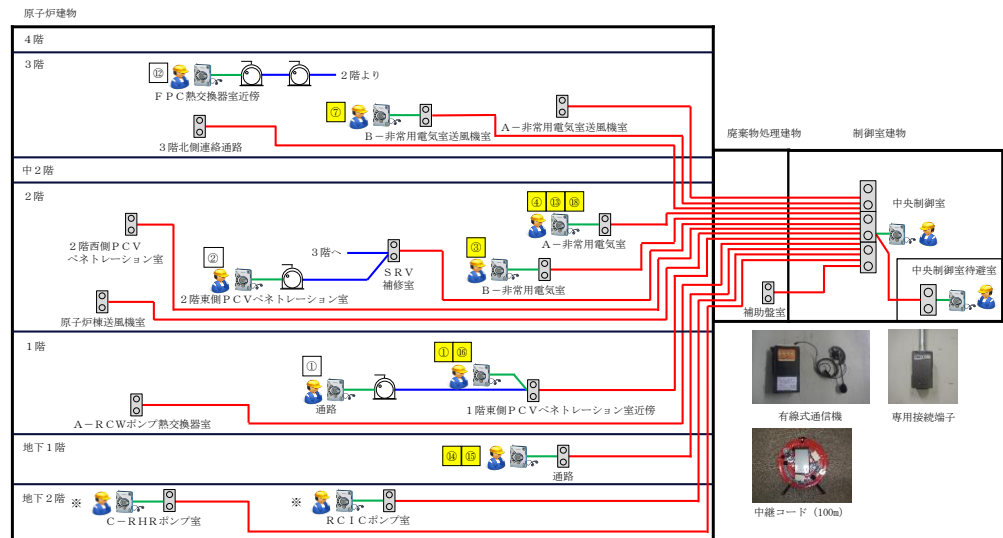 原子炉建物
4階
3階
⑫
2階より
FPC熱交換器室近傍
⑦
B－非常用電気室送風機室
A－非常用電気室送風機室
3階北側連絡通路
廃棄物処理建物
制御室建物
中2階
2階
④ ⑬ ⑱
中央制御室
2階西側PCV
ペネトレーション室
A－非常用電気室
3階へ
②
SRV
補修室
③
2階東側PCVペネトレーション室
B－非常用電気室
中央制御室待避室
原子炉棟送風機室
補助盤室
1階
①
① ⑯
通路
1階東側PCVペネトレーション室近傍
A－RCWポンプ熱交換器室
有線式通信機
専用接続端子
地下1階
⑭ ⑮
通路
中継コード（100m）
地下2階
※
C－RHRポンプ室
※
RCICポンプ室